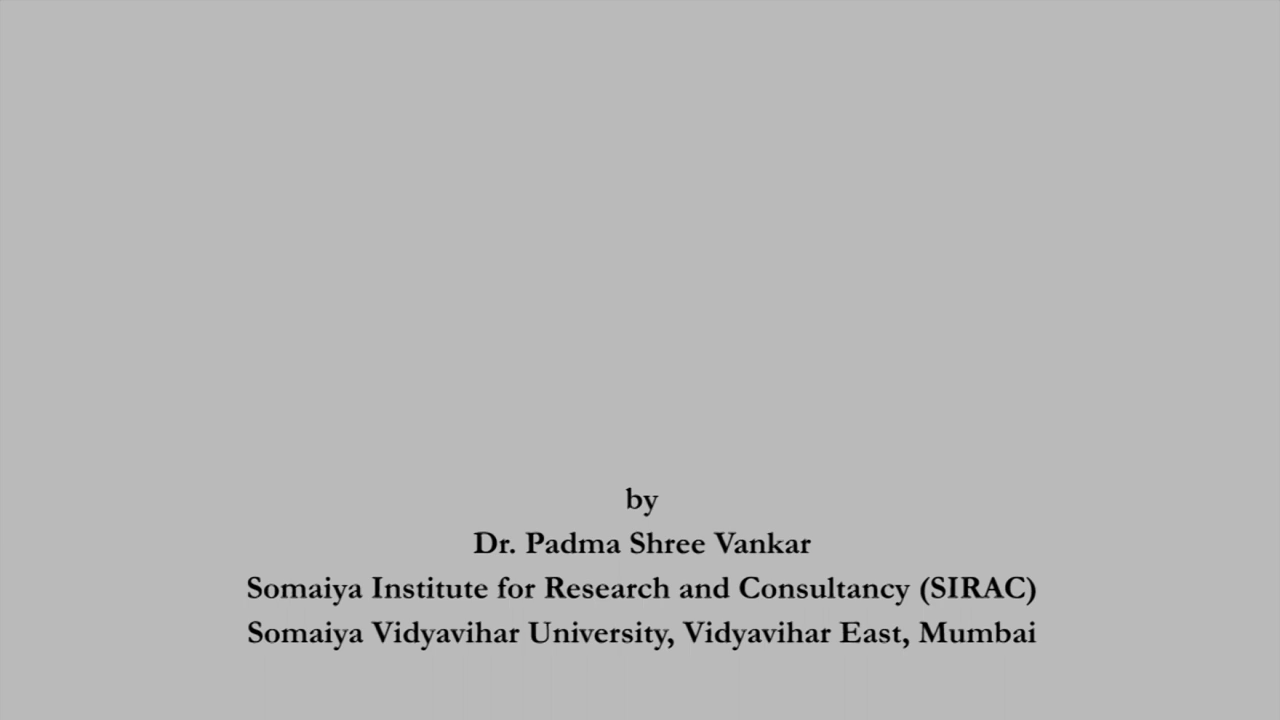 by
Dr. Padma Shree Vankar
Somaiya Institute for Research and Consultancy (SIRAC)
Somaiya Vidyavihar University, Vidyavihar East, Mumbai